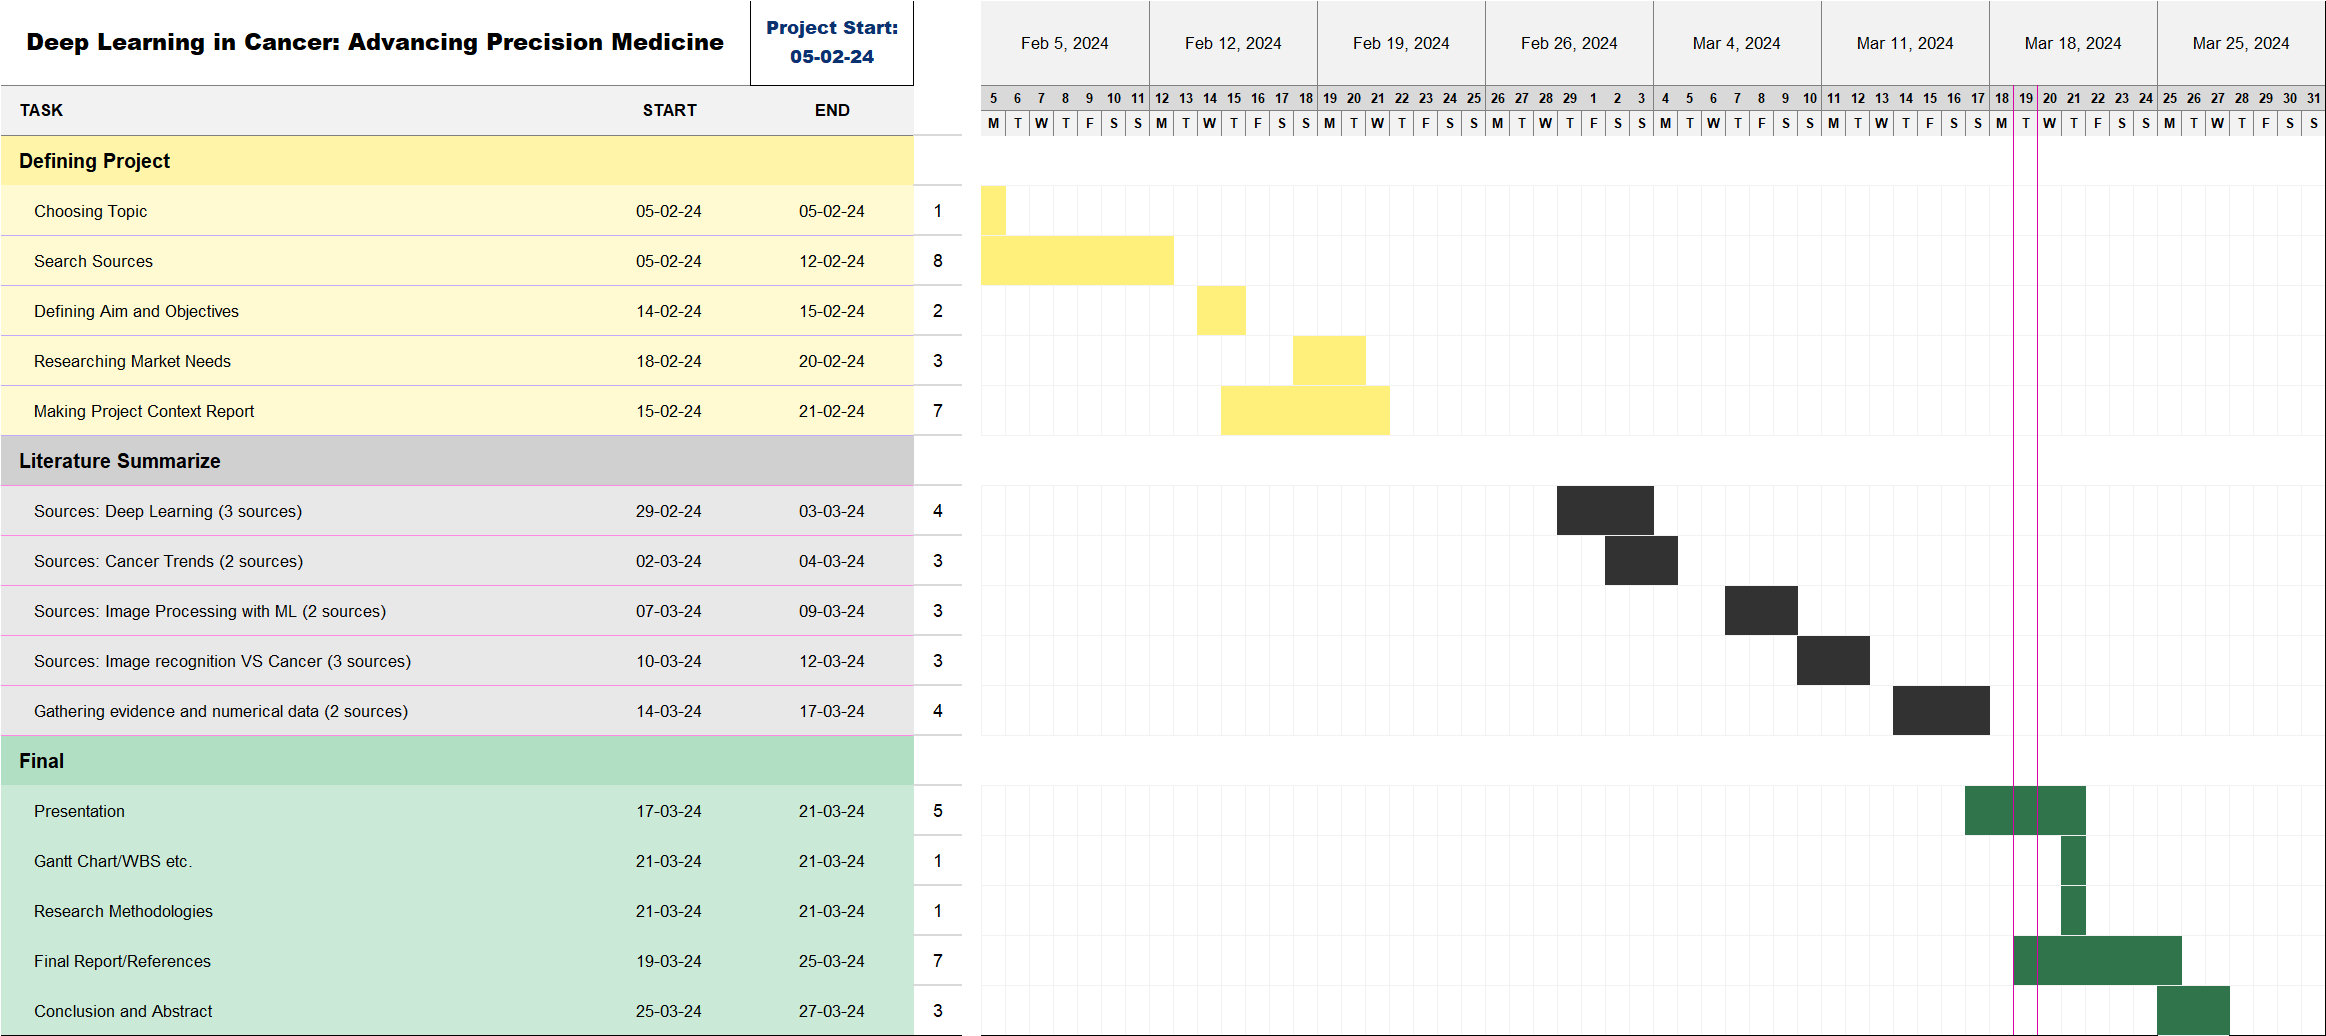 Deep Learning in Cancer: Advancing Precision Medicine
Project Start:
05-02-24
Feb 5, 2024 Feb 12, 2024 Feb 19, 2024 Feb 26, 2024 Mar 4, 2024 Mar 11, 2024 Mar 18, 2024 Mar 25, 2024
5 6 7 8 9 10 11 12 13 14 15 16 17 18 19 20 21 22 23 24 25 26 27 28 29 1 2 3 4 5 6 7 8 9 10 11 12 13 14 15 16 17 18 19 20 21 22 23 24 25 26 27 28 29 30 31
TASK START END
M T W T F S S M T W T F S S M T W T F S S M T W T F S S M T W T F S S M T W T F S S M T W T F S S M T W T F S S
Defining Project
Choosing Topic 05-02-24 05-02-24 1
Search Sources 05-02-24 12-02-24 8
Defining Aim and Objectives 14-02-24 15-02-24 2
Researching Market Needs 18-02-24 20-02-24 3
Making Project Context Report 15-02-24 21-02-24 7
Literature Summarize
Sources: Deep Learning (3 sources) 29-02-24 03-03-24 4
Sources: Cancer Trends (2 sources) 02-03-24 04-03-24 3
Sources: Image Processing with ML (2 sources) 07-03-24 09-03-24 3
Sources: Image recognition VS Cancer (3 sources) 10-03-24 12-03-24 3
Gathering evidence and numerical data (2 sources) 14-03-24 17-03-24 4
Final
Presentation 17-03-24 21-03-24 5
Gantt Chart/WBS etc. 21-03-24 21-03-24 1
Research Methodologies 21-03-24 21-03-24 1
Final Report/References 19-03-24 25-03-24 7
Conclusion and Abstract 25-03-24 27-03-24 3